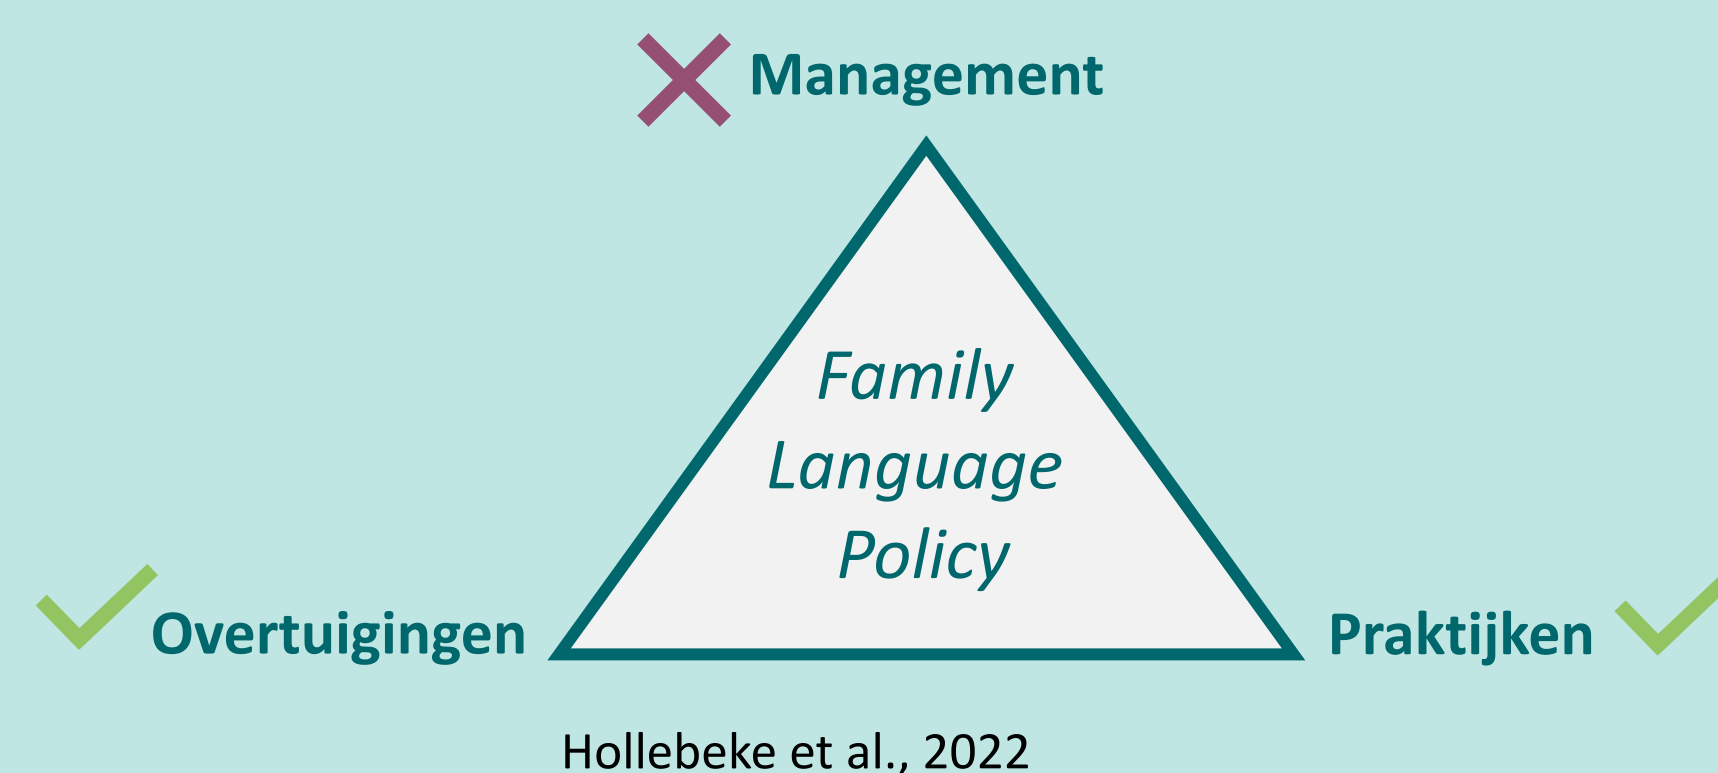 Management
Family
Language
Policy
Overtuigingen
Praktijken
Hollebeke et al., 2022